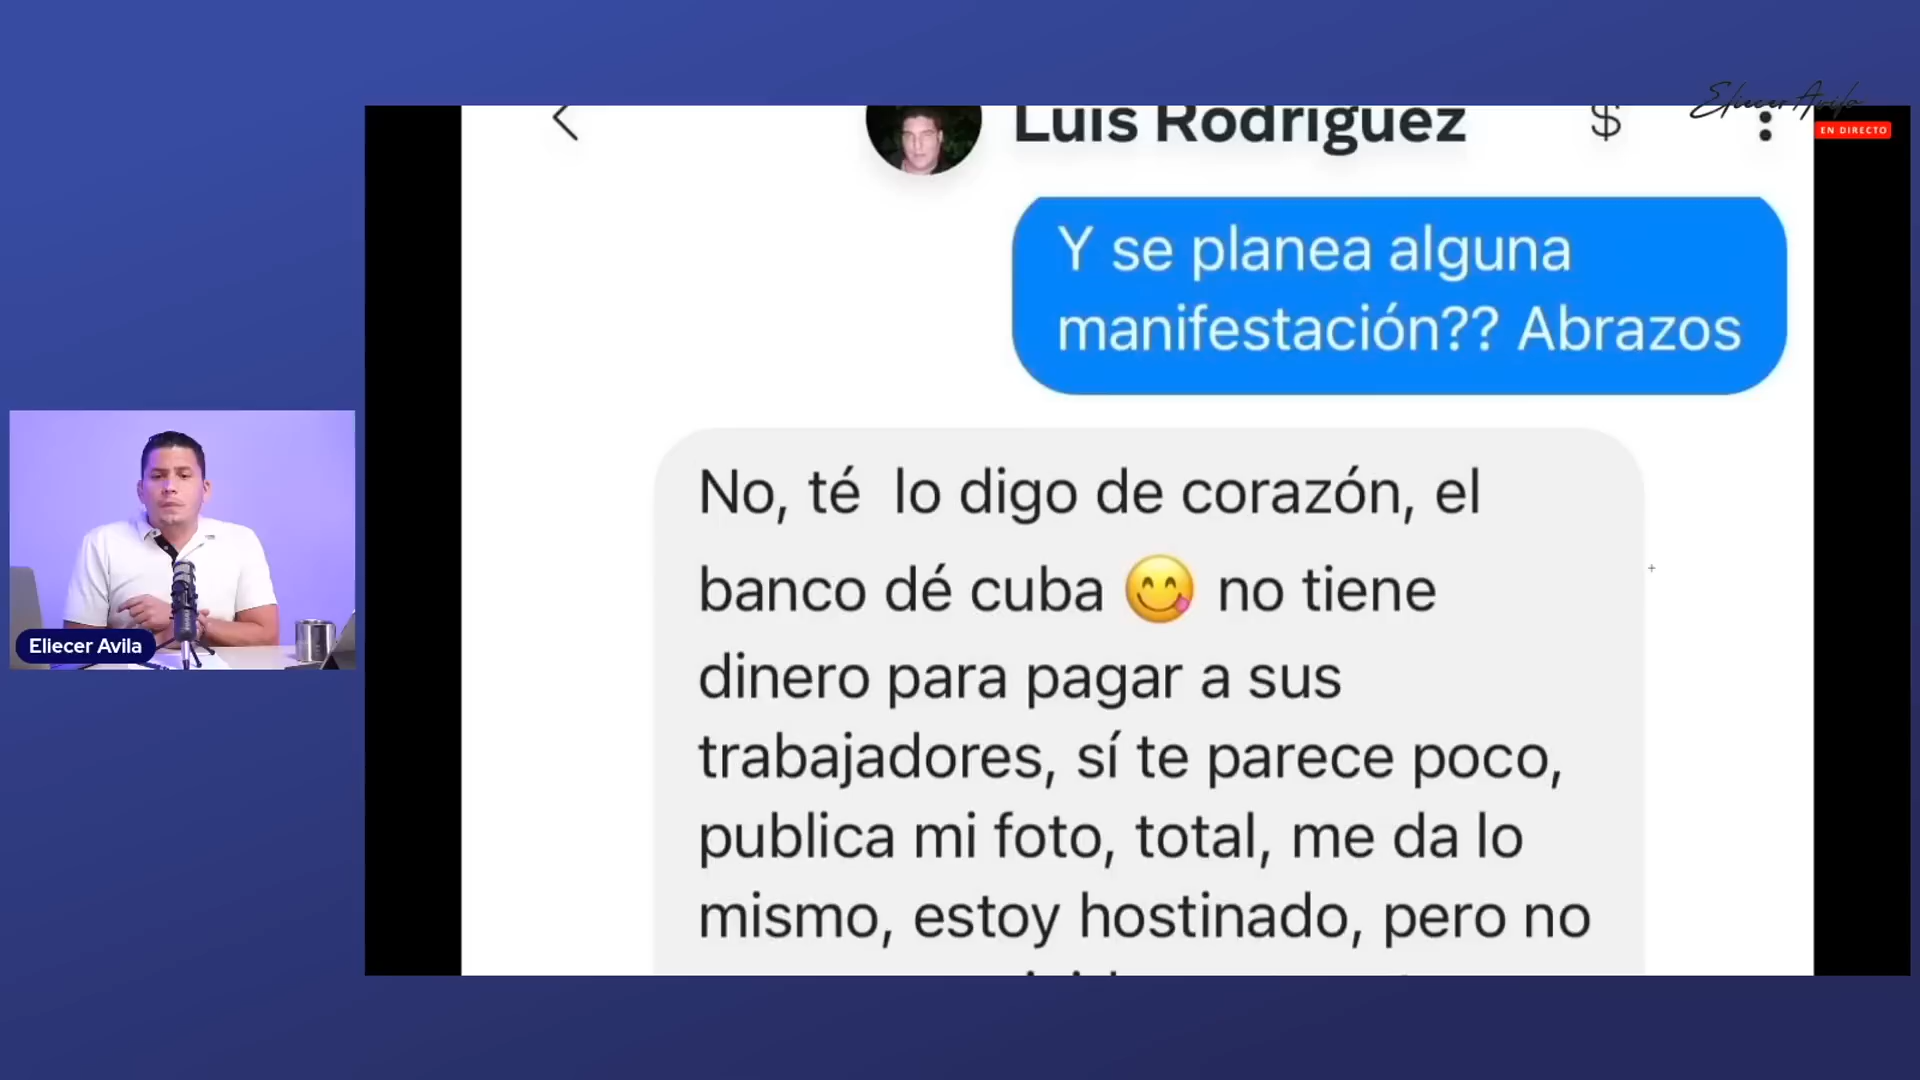 Eliecer Avila
EN DIRECTO
Luis Rodriguez
$
Y se planea alguna
manifestación?? Abrazos
No, té lo digo de corazón, el
banco dé cuba 😋 no tiene
dinero para pagar a sus
trabajadores, sí te parece poco,
publica mi foto, total, me da lo
mismo, estoy hostinado, pero no
Eliecer Avila